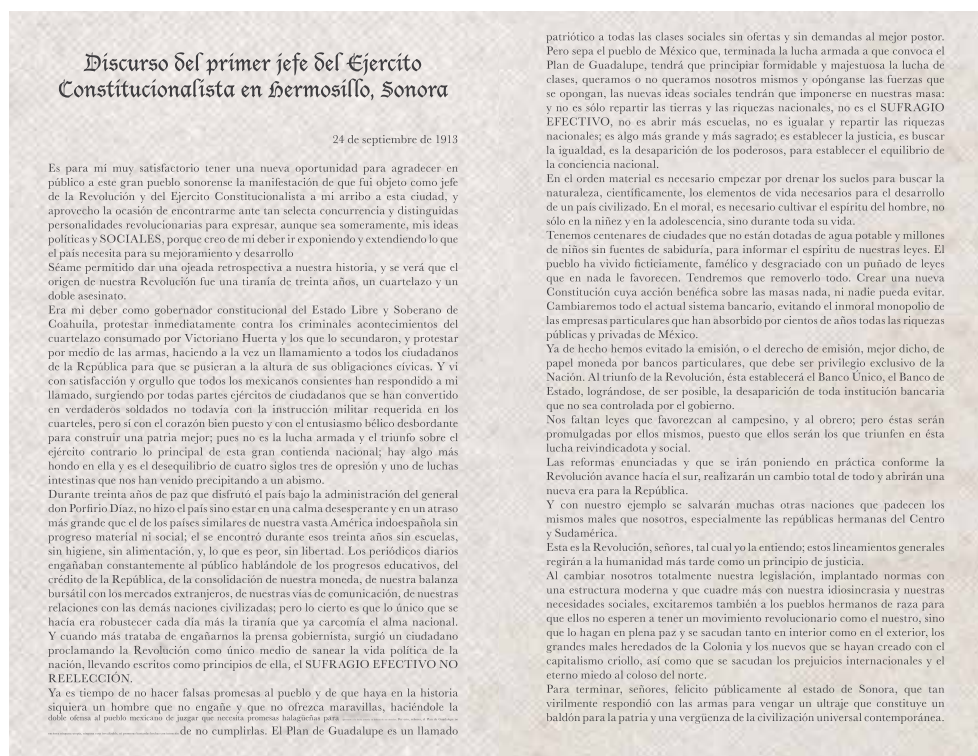 Discurso del primer jefe del Ejercito
Constitucionalista en Hermosillo, Sonora
24 de septiembre de 1913
Es para mi muy satisfactorio tener una nueva oportunidad para agradecer en
público a este gran pueblo sonorense la manifestación de que fui objeto como jefe
de la Revolución y del Ejercito Constitucionalista a mi arribo a esta ciudad, y
aprovecho la ocasión de encontrarme ante tan selecta concurrencia y distinguidas
personalidades revolucionarias para expresar, aunque sea someramente, mis ideas
políticas y SOCIALES, porque creo de mi deber ir exponiendo y extendiendo lo que
el país necesita para su mejoramiento y desarrollo
Séame permitido dar una ojeada retrospectiva a nuestra historia, y se verá que el
origen de nuestra Revolución fue una tiranía de treinta años, un cuartelazo y un
doble asesinato.
Era mi deber como gobernador constitucional del Estado Libre y Soberano de
Coahuila, protestar inmediatamente contra los criminales acontecimientos del
cuartelazo consumado por Victoriano Huerta y los que lo secundaron, y protestar
por medio de las armas, haciendo a la vez un llamamiento a todos los ciudadanos
de la República para que se pusieran a la altura de sus obligaciones cívicas. Y vi
con satisfacción y orgullo que todos los mexicanos consientes han respondido a mi
llamado, surgiendo por todas partes ejércitos de ciudadanos que se han convertido
en verdaderos soldados no todavía con la instrucción militar requerida en los
cuarteles, pero sí con el corazón bien puesto y con el entusiasmo bélico desbordante
para construir una patria mejor; pues no es la lucha armada y el triunfo sobre el
ejército contrario lo principal de esta gran contienda nacional; hay algo más
hondo en ella y es el desequilibrio de cuatro siglos tres de opresión y uno de luchas
intestinas que nos han venido precipitando a un abismo.
Durante treinta años de paz que disfrutó el país bajo la administración del general
don Porfirio Díaz, no hizo el país sino estar en una calma desesperante y en un atraso
más grande que el de los países similares de nuestra vasta América indoespañola sin
progreso material ni social; el se encontró durante esos treinta años sin escuelas,
sin higiene, sin alimentación, y, lo que es peor, sin libertad. Los periódicos diarios
engañaban constantemente al público hablándole de los progresos educativos, del
crédito de la República, de la consolidación de nuestra moneda, de nuestra balanza
bursátil con los mercados extranjeros, de nuestras vías de comunicación, de nuestras
relaciones con las demás naciones civilizadas; pero lo cierto es que lo único que se
hacía era robustecer cada día más la tiranía que ya carcomía el alma nacional.
Y cuando más trataba de engañarnos la prensa gobiernista, surgió un ciudadano
proclamando la Revolución como único medio de sanear la vida política de la
nación, llevando escritos como principios de ella, el SUFRAGIO EFECTIVO NO
REELECCIÓN.
Ya es tiempo de no hacer falsas promesas al pueblo y de que haya en la historia
siquiera un hombre que no engañe y que no ofrezca maravillas, haciéndole la
doble ofensa al pueblo mexicano de juzgar que necesita promesas halagüeñas para
de no cumplirlas. El Plan de Guadalupe es un llamado
patriótico a todas las clases sociales sin ofertas y sin demandas al mejor postor.
Pero sepa el pueblo de México que, terminada la lucha armada a que convoca el
Plan de Guadalupe, tendrá que principiar formidable y majestuosa la lucha de
clases, queramos o no queramos nosotros mismos y opónganse las fuerzas que
se opongan, las nuevas ideas sociales tendrán que imponerse en nuestras masa:
y no es sólo repartir las tierras y las riquezas nacionales, no es el SUFRAGIO
EFECTIVO, no es abrir más escuelas, no es igualar y repartir las riquezas
nacionales; es algo más grande y más sagrado; es establecer la justicia, es buscar
la igualdad, es la desaparición de los poderosos, para establecer el equilibrio de
la conciencia nacional.
En el orden material es necesario empezar por drenar los suelos para buscar la
naturaleza, científicamente, los elementos de vida necesarios para el desarrollo
de un país civilizado. En el moral, es necesario cultivar el espíritu del hombre, no
sólo en la niñez y en la adolescencia, sino durante toda su vida.
Tenemos centenares de ciudades que no están dotadas de agua potable y millones
de niños sin fuentes de sabiduría, para informar el espíritu de nuestras leyes. El
pueblo ha vivido ficticiamente, famélico y desgraciado con un puñado de leyes
que en nada le favorecen. Tendremos que removerlo todo. Crear una nueva
Constitución cuya acción benéfica sobre las masas nada, ni nadie pueda evitar.
Cambiaremos todo el actual sistema bancario, evitando el inmoral monopolio de
las empresas particulares que han absorbido por cientos de años todas las riquezas
públicas y privadas de México.
Ya de hecho hemos evitado la emisión, o el derecho de emisión, mejor dicho, de
papel moneda por bancos particulares, que debe ser privilegio exclusivo de la
Nación. Al triunfo de la Revolución, ésta establecerá el Banco Único, el Banco de
Estado, lográndose, de ser posible, la desaparición de toda institución bancaria
que no sea controlada por el gobierno.
Nos faltan leyes que favorezcan al campesino, y al obrero; pero éstas serán
promulgadas por ellos mismos, puesto que ellos serán los que triunfen en ésta
lucha reivindicadota y social.
Las reformas enunciadas y que se irán poniendo en práctica conforme la
Revolución avance hacia el sur, realizarán un cambio total de todo y abrirán una
nueva era para la República.
Y con nuestro ejemplo se salvarán muchas otras naciones que padecen los
mismos males que nosotros, especialmente las repúblicas hermanas del Centro
y Sudamérica.
Esta es la Revolución, señores, tal cual yo la entiendo; estos lineamientos generales
regirán a la humanidad más tarde como un principio de justicia.
Al cambiar nosotros totalmente nuestra legislación, implantado normas con
una estructura moderna y que cuadre más con nuestra idiosincrasia y nuestras
necesidades sociales, excitaremos también a los pueblos hermanos de raza para
que ellos no esperen a tener un movimiento revolucionario como el nuestro, sino
que lo hagan en plena paz y se sacudan tanto en interior como en el exterior, los
grandes males heredados de la Colonia y los nuevos que se hayan creado con el
capitalismo criollo, así como que se sacudan los prejuicios internacionales y el
eterno miedo al coloso del norte.
Para terminar, señores, felicito públicamente al estado de Sonora, que tan
virilmente respondió con las armas para vengar un ultraje que constituye un
baldón para la patria y una vergüenza de la civilización universal contemporánea.